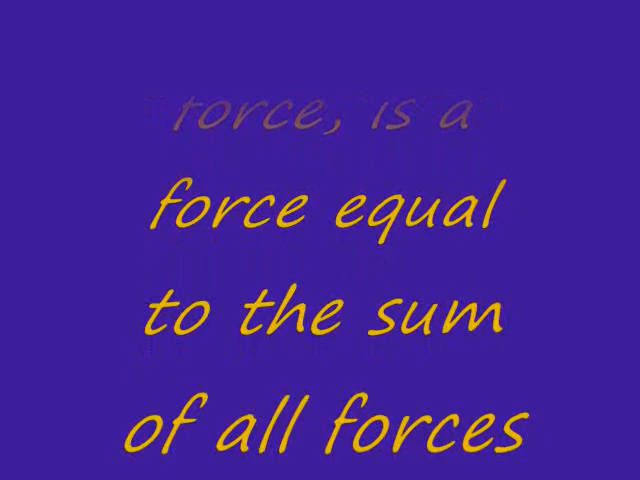 force, is a
force equal
to the sum
of all forces